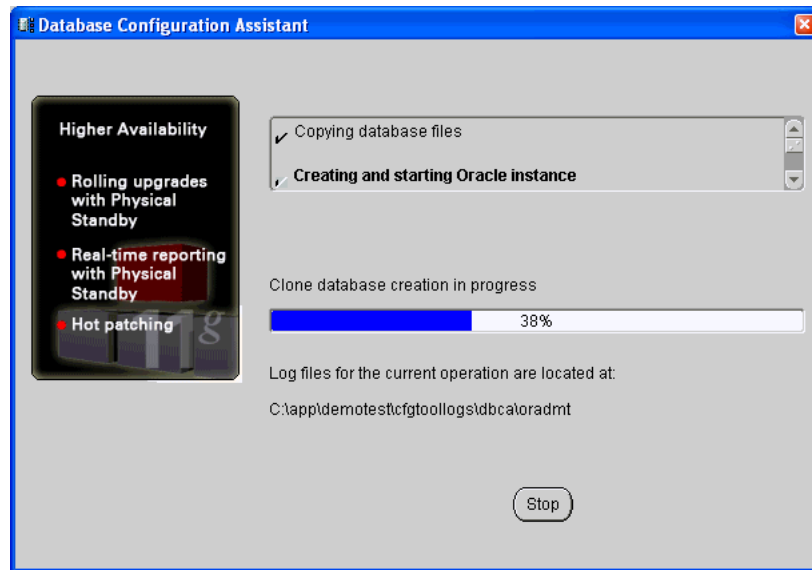 Database Configuration Assistant
Higher Availability
Rolling upgrades
with Physical
Standby
Real-time reporting
with Physical
Standby
Hot patching
11g
Copying database files
Creating and starting Oracle instance
Clone database creation in progress
38%
Log files for the current operation are located at:
C:\app\demotest\cfgtoollogs\dbca\oradmt
Stop